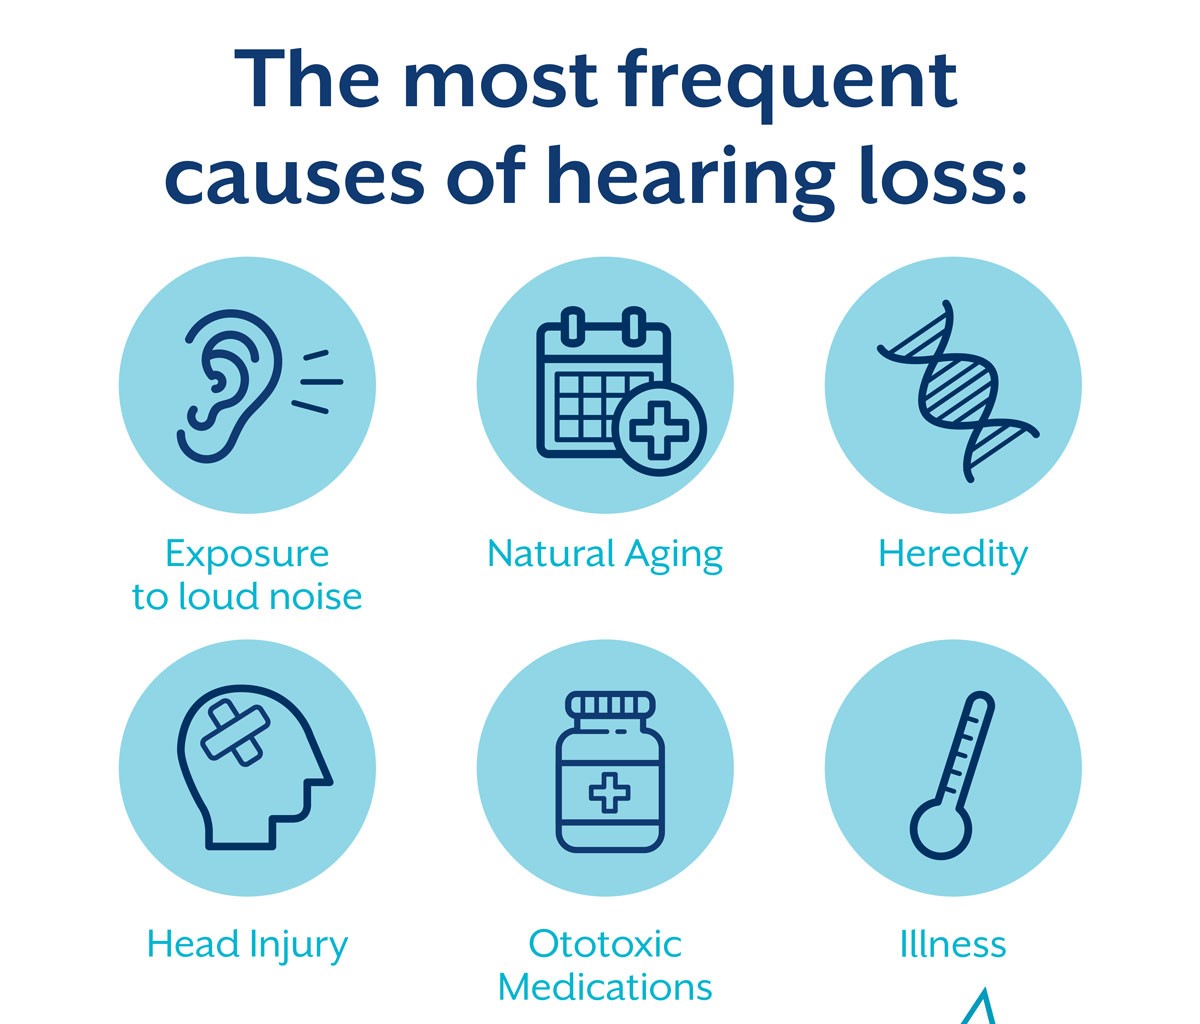 The most frequent
causes of hearing loss:
Exposure
to loud noise
Natural Aging
Heredity
Head Injury
Ototoxic
Medications
Illness